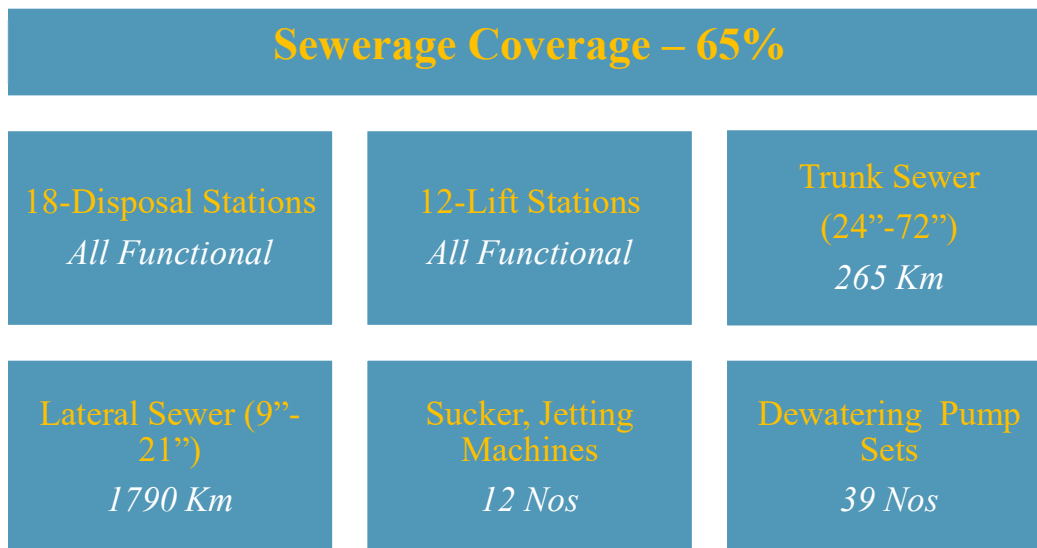 Sewerage Coverage – 65%
18-Disposal Stations
All Functional
12-Lift Stations
All Functional
Trunk Sewer
(24”-72”)
265 Km
Lateral Sewer (9”-
21”)
1790 Km
Sucker, Jetting
Machines
12 Nos
Dewatering Pump
Sets
39 Nos